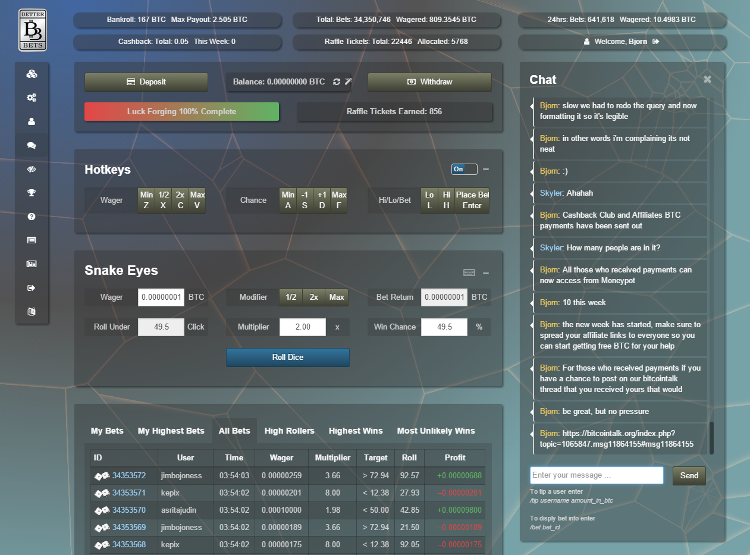 BETTER
BB
BETS
Bankroll: 167 BTC Max Payout: 2.505 BTC
Total: Bets: 34,350,746 Wagered: 809.3545 BTC
24hrs: Bets: 641,618 Wagered: 10.4983 BTC
Cashback: Total: 0.05 This Week: 0
Raffle Tickets: Total: 22446 Allocated: 5768
Welcome, Bjorn
Deposit
Balance: 0.00000000 BTC
Withdraw
Luck Forging 100% Complete
Raffle Tickets Earned: 856
Hotkeys
On
Wager
Min 1/2 2x Max
Z X C V
Chance
Min -1 +1 Max
A S D F
Hi/Lo/Bet
Lo Hi Place Bet
L H Enter
Snake Eyes
Wager 0.00000001 BTC
Modifier 1/2 2x Max
Bet Return 0.00000001 BTC
Roll Under 49.5 Click
Multiplier 2.00 x
Win Chance 49.5 %
Roll Dice
My Bets My Highest Bets All Bets High Rollers Highest Wins Most Unlikely Wins
ID User Time Wager Multiplier Target Roll Profit
34353572 jimbojoness 03:54:03 0.00000259 3.66 > 72.94 92.57 +0.00000688
34353571 keplx 03:54:02 0.00000201 8.00 < 12.38 27.93 -0.00000201
34353570 asritajudin 03:54:02 0.00010000 1.98 < 50.00 42.85 +0.00009800
34353569 jimbojoness 03:54:02 0.00000189 3.66 > 72.94 21.50 -0.00000189
34353568 keplx 03:54:02 0.00000175 8.00 < 12.38 92.05 -0.00000175
Chat
Bjorn: slow we had to redo the query and now
formatting it so it's legible
Bjorn: in other words i'm complaining its not
neat
Bjorn: :)
Skyler: Ahahah
Bjorn: Cashback Club and Affiliates BTC
payments have been sent out
Skyler: How many people are in it?
Bjorn: All those who received payments can
now access from Moneypot
Bjorn: 10 this week
Bjorn: the new week has started, make sure to
spread your affiliate links to everyone so you
can start getting free BTC for your help
Bjorn: For those who received payments if you
have a chance to post on our bitcointalk
thread that you received yours that would
Bjorn: be great, but no pressure
Bjorn: https://bitcointalk.org/index.php?
topic=1065847.msg11864155#msg11864155
Enter your message ...
Send
To tip a user enter
/tip username amount_in_btc
To display bet info enter
/bet bet_id